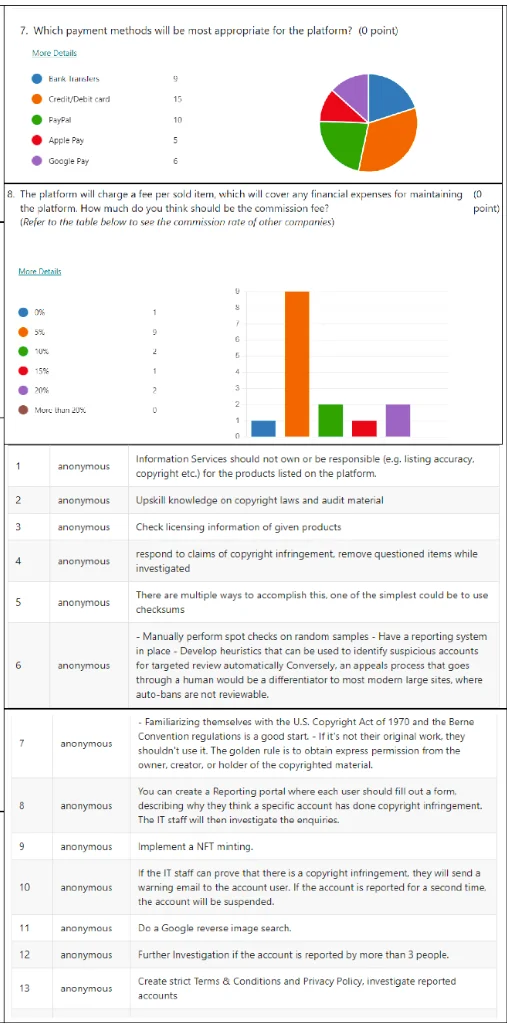 7. Which payment methods will be most appropriate for the platform? (0 point)
More Details
Bank Transfers 9
Credit/Debit card 15
PayPal 10
Apple Pay 5
Google Pay 6
8. The platform will charge a fee per sold item, which will cover any financial expenses for maintaining (0
the platform. How much do you think should be the commission fee? point)
(Refer to the table below to see the commission rate of other companies)
More Details
0% 1
5% 9
10% 2
15% 1
20% 2
More than 20% 0
9
8
7
6
5
4
3
2
1
0
1 anonymous Information Services should not own or be responsible (e.g. listing accuracy,
copyright etc.) for the products listed on the platform.
2 anonymous Upskill knowledge on copyright laws and audit material
3 anonymous Check licensing information of given products
4 anonymous respond to claims of copyright infringement, remove questioned items while
investigated
5 anonymous There are multiple ways to accomplish this, one of the simplest could be to use
checksums
6 anonymous - Manually perform spot checks on random samples - Have a reporting system
in place - Develop heuristics that can be used to identify suspicious accounts
for targeted review automatically Conversely, an appeals process that goes
through a human would be a differentiator to most modern large sites, where
auto-bans are not reviewable.
7 anonymous - Familiarizing themselves with the U.S. Copyright Act of 1970 and the Berne
Convention regulations is a good start. - If it's not their original work, they
shouldn't use it. The golden rule is to obtain express permission from the
owner, creator, or holder of the copyrighted material.
8 anonymous You can create a Reporting portal where each user should fill out a form,
describing why they think a specific account has done copyright infringement.
The IT staff will then investigate the enquiries.
9 anonymous Implement a NFT minting.
10 anonymous If the IT staff can prove that there is a copyright infringement, they will send a
warning email to the account user. If the account is reported for a second time,
the account will be suspended.
11 anonymous Do a Google reverse image search.
12 anonymous Further Investigation if the account is reported by more than 3 people.
13 anonymous Create strict Terms & Conditions and Privacy Policy, investigate reported
accounts